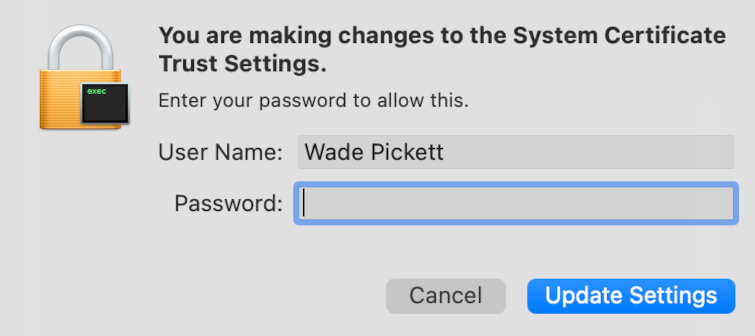 You are making changes to the System Certificate
Trust Settings.
exec
Enter your password to allow this.
User Name: Wade Pickett
Password:
Cancel Update Settings